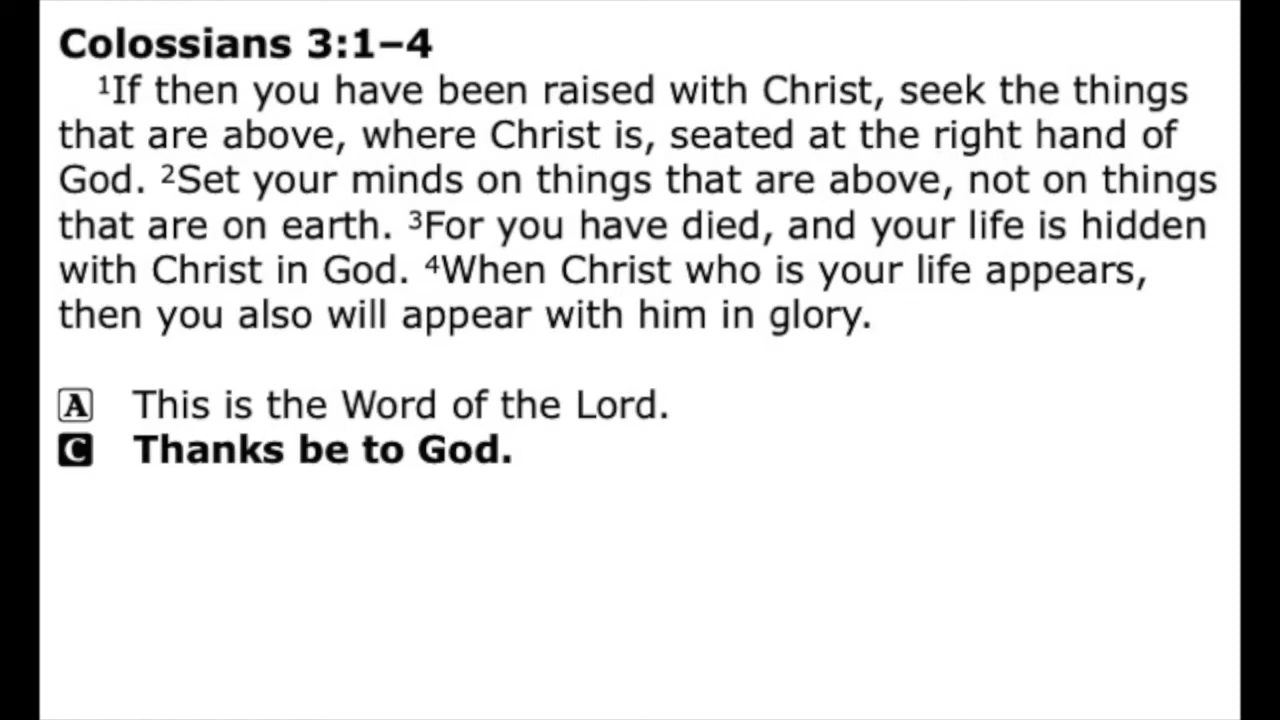 Colossians 3:1–4
¹If then you have been raised with Christ, seek the things
that are above, where Christ is, seated at the right hand of
God. ²Set your minds on things that are above, not on things
that are on earth. ³For you have died, and your life is hidden
with Christ in God. ⁴When Christ who is your life appears,
then you also will appear with him in glory.
A This is the Word of the Lord.
C Thanks be to God.